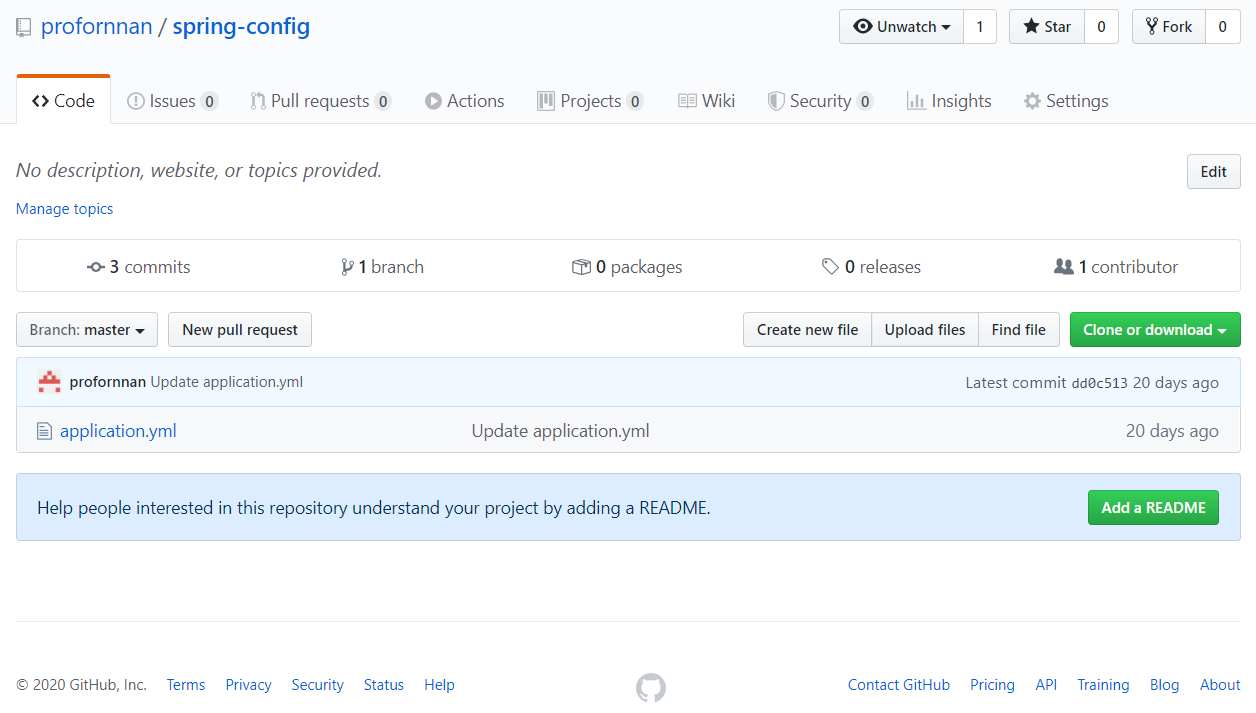 profornnan / spring-config Unwatch 1 Star 0 Fork 0
Code Issues 0 Pull requests 0 Actions Projects 0 Wiki Security 0 Insights Settings
No description, website, or topics provided. Edit
Manage topics
3 commits 1 branch 0 packages 0 releases 1 contributor
Branch: master New pull request Create new file Upload files Find file Clone or download
profornnan Update application.yml Latest commit dd0c513 20 days ago
application.yml Update application.yml 20 days ago
Help people interested in this repository understand your project by adding a README. Add a README
© 2020 GitHub, Inc. Terms Privacy Security Status Help Contact GitHub Pricing API Training Blog About